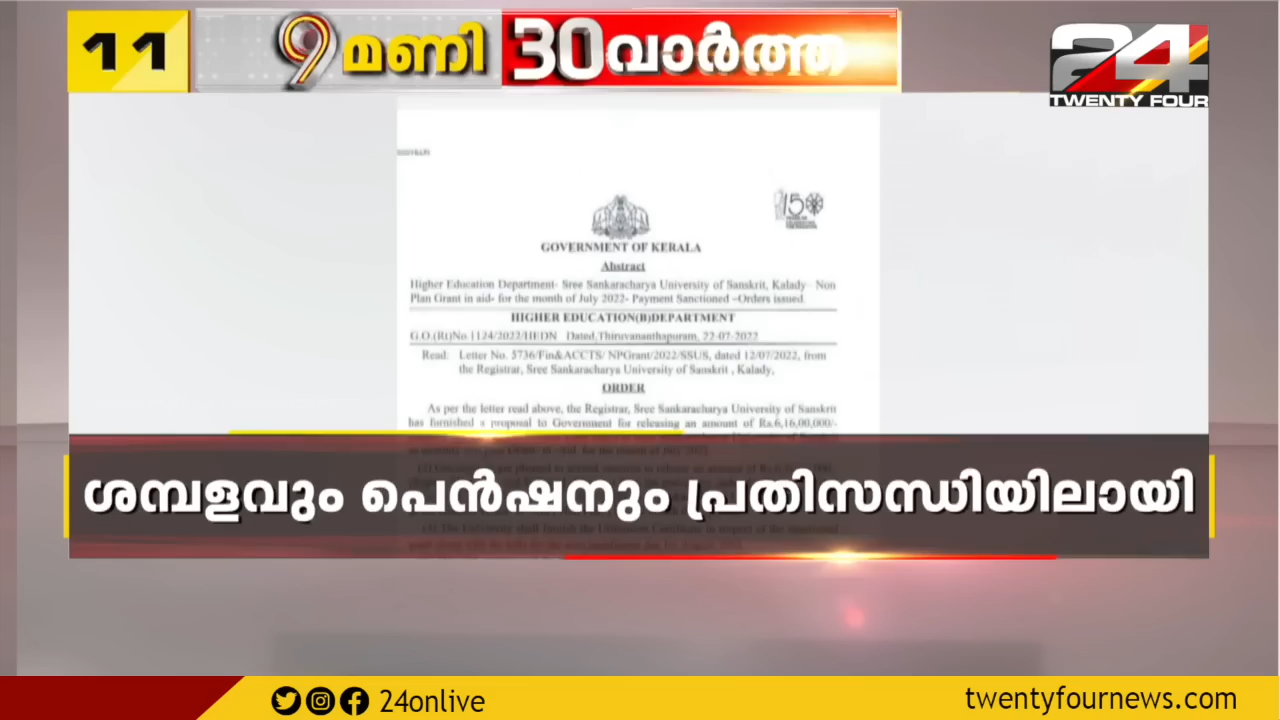 11
9 മണി 30 വാർത്ത
24
TWENTY FOUR
150
GOVERNMENT OF KERALA
Abstract
Higher Education Department- Sree Sankaracharya University of Sanskrit, Kalady- Non
Plan Grant in aid- for the month of July 2022- Payment Sanctioned –Orders issued.
HIGHER EDUCATION(B)DEPARTMENT
G.O.(Rt)No.1124/2022/HEDN Dated,Thiruvananthapuram, 22-07-2022
Read: Letter No. 5736/Fin&ACCTS/ NPGrant/2022/SSUS, dated 12/07/2022, from
the Registrar, Sree Sankaracharya University of Sanskrit , Kalady,
ORDER
As per the letter read above, the Registrar, Sree Sankaracharya University of Sanskrit
has furnished a proposal to Government for releasing an amount of Rs.6,16,00,000/-
ശമ്പളവും പെൻഷനും പ്രതിസന്ധിയിലായി
24onlive
twentyfournews.com